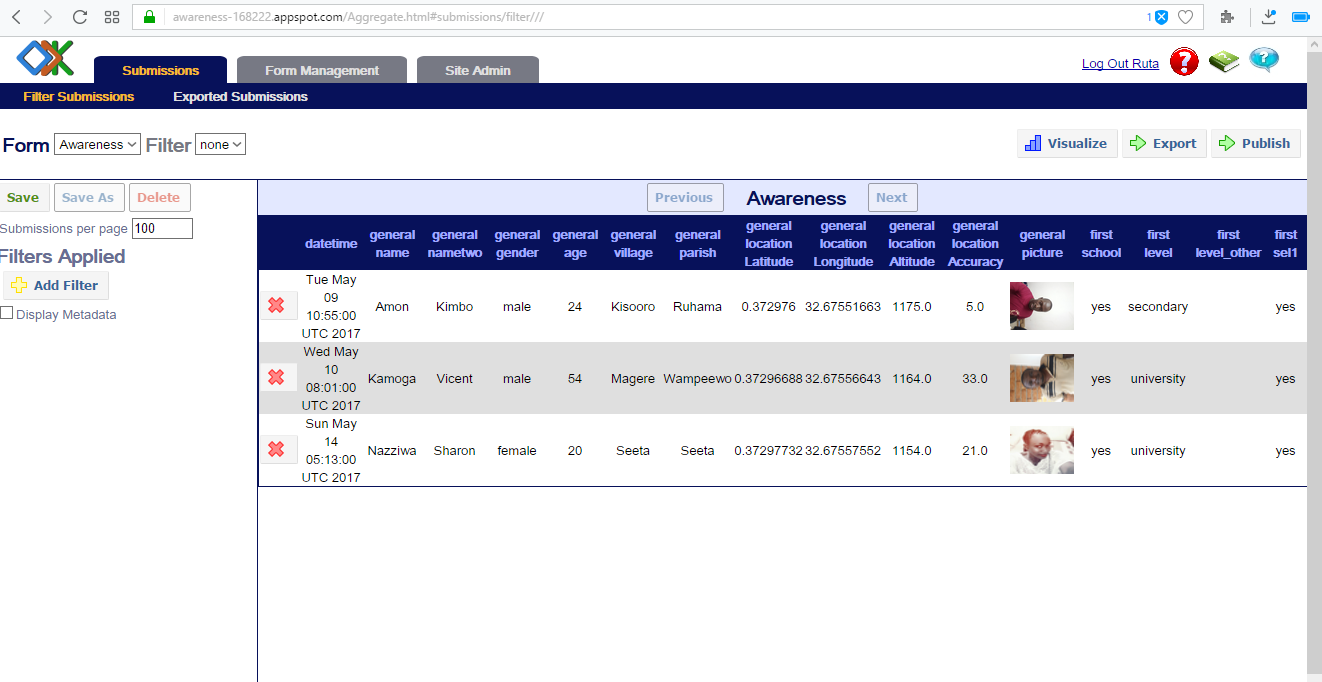 awareness-168222.appspot.com/Aggregate.html#submissions/filter///
1
Submissions
Form Management
Site Admin
Log Out Ruta
Filter Submissions
Exported Submissions
Form Awareness Filter none
Visualize
Export
Publish
Save
Save As
Delete
Submissions per page 100
Filters Applied
Add Filter
Display Metadata
Previous Awareness Next
datetime general name general nametwo general gender general age general village general parish general location Latitude general location Longitude general location Altitude general location Accuracy general picture first school first level first level_other first sel1
Tue May 09 10:55:00 UTC 2017 Amon Kimbo male 24 Kisooro Ruhama 0.372976 32.67551663 1175.0 5.0 yes secondary yes
Wed May 10 08:01:00 UTC 2017 Kamoga Vicent male 54 Magere Wampeewo 0.37296688 32.67556643 1164.0 33.0 yes university yes
Sun May 14 05:13:00 UTC 2017 Nazziwa Sharon female 20 Seeta Seeta 0.37297732 32.67557552 1154.0 21.0 yes university yes